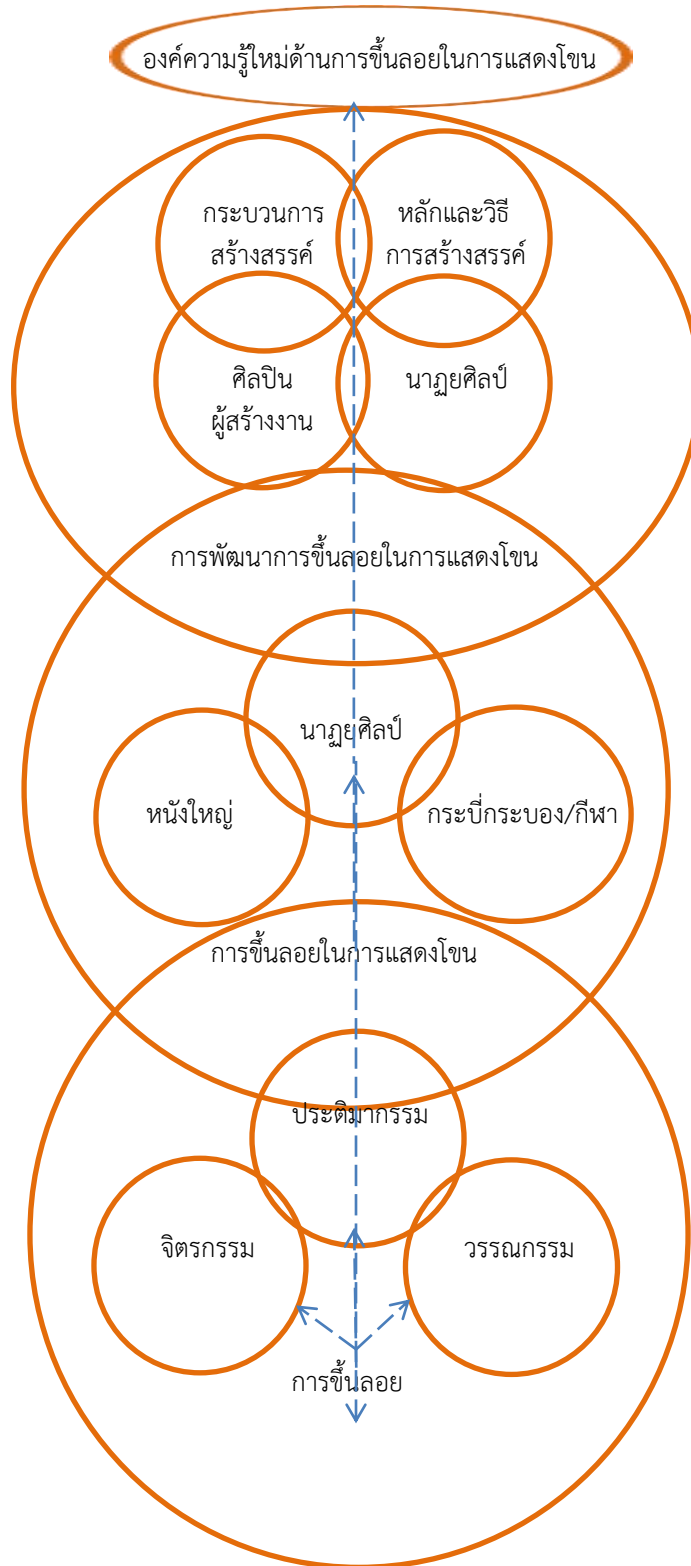 องค์ความรู้ใหม่ด้านการขึ้นลอยในการแสดงโขน
กระบวนการ
สร้างสรรค์
หลักและวิธี
การสร้างสรรค์
ศิลปิน
ผู้สร้างงาน
นาฏยศิลป์
การพัฒนาการขึ้นลอยในการแสดงโขน
นาฏยศิลป์
หนังใหญ่
กระบี่กระบอง/กีฬา
การขึ้นลอยในการแสดงโขน
ประติมากรรม
จิตรกรรม
วรรณกรรม
การขึ้นลอย